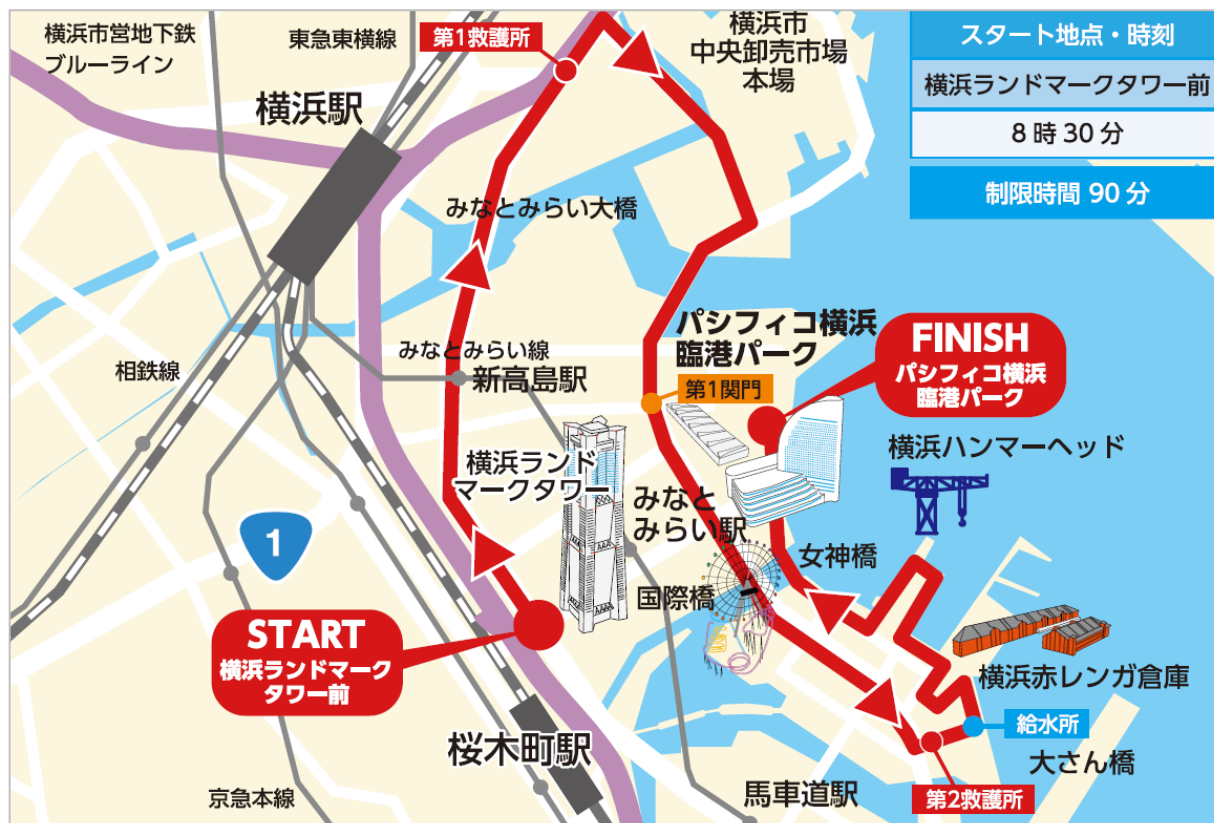 横浜市営地下鉄
ブルーライン
東急東横線
第1救護所
横浜市
中央卸売市場
本場
スタート地点・時刻
横浜ランドマークタワー前
8時30分
制限時間 90分
横浜駅
みなとみらい大橋
みなとみらい線
新高島駅
相鉄線
パシフィコ横浜
臨港パーク
第1関門
FINISH
パシフィコ横浜
臨港パーク
横浜ハンマーヘッド
横浜ランド
マークタワー
みなと
みらい駅
女神橋
国際橋
1
START
横浜ランドマーク
タワー前
横浜赤レンガ倉庫
給水所
大さん橋
桜木町駅
馬車道駅
第2救護所
京急本線